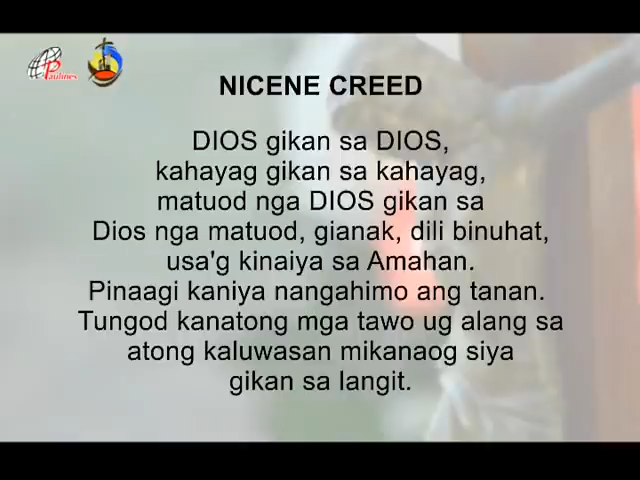 Paulines
NICENE CREED
DIOS gikan sa DIOS,
kahayag gikan sa kahayag,
matuod nga DIOS gikan sa
Dios nga matuod, gianak, dili binuhat,
usa'g kinaiya sa Amahan.
Pinaagi kaniya nangahimo ang tanan.
Tungod kanatong mga tawo ug alang sa
atong kaluwasan mikanaog siya
gikan sa langit.